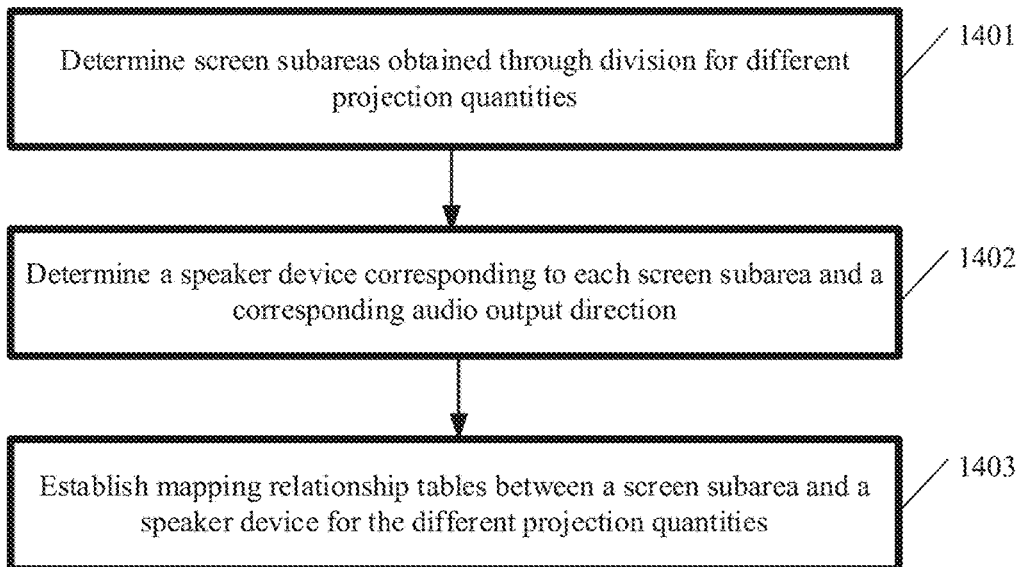 Determine screen subareas obtained through division for different
projection quantities
1401
Determine a speaker device corresponding to each screen subarea and a
corresponding audio output direction
1402
Establish mapping relationship tables between a screen subarea and a
speaker device for the different projection quantities
1403